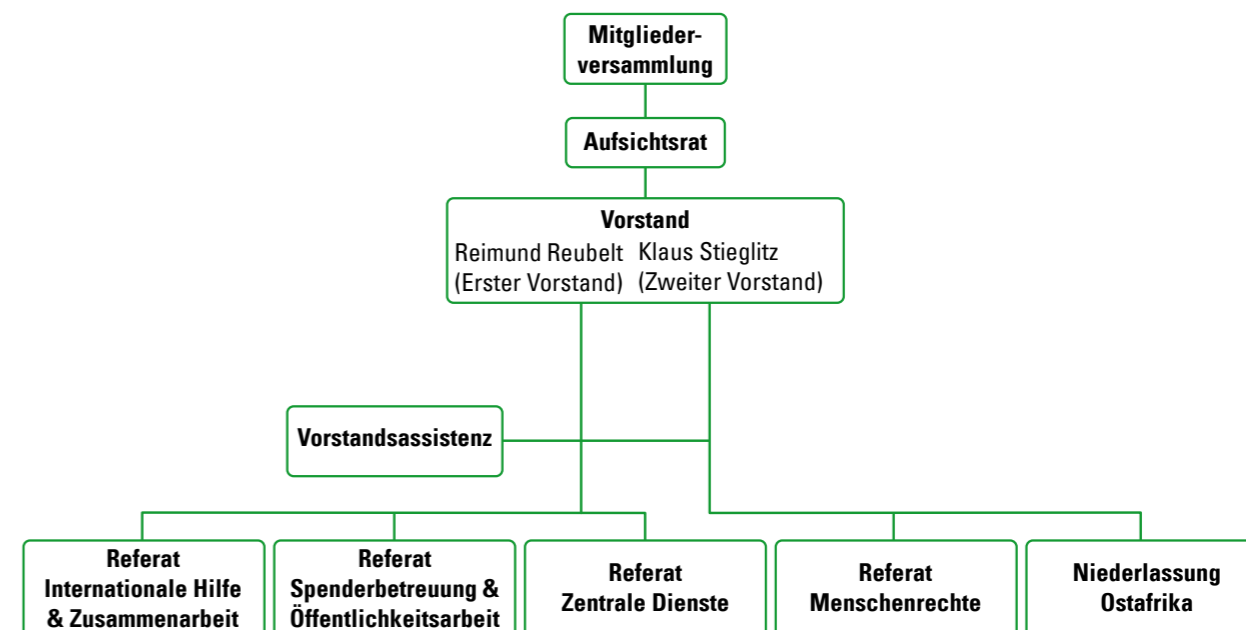 Mitglieder-
versammlung
Aufsichtsrat
Vorstand
Reimund Reubelt
(Erster Vorstand)
Klaus Stieglitz
(Zweiter Vorstand)
Vorstandsassistenz
Referat
Internationale Hilfe
& Zusammenarbeit
Referat
Spenderbetreuung &
Öffentlichkeitsarbeit
Referat
Zentrale Dienste
Referat
Menschenrechte
Niederlassung
Ostafrika